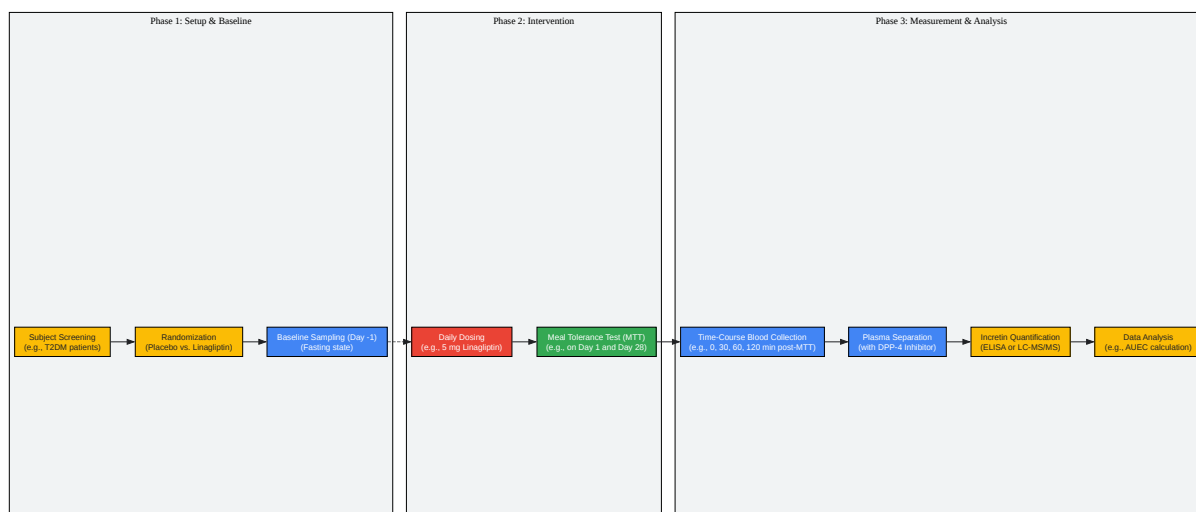 Phase 1: Setup & Baseline
Subject Screening
(e.g., T2DM patients)
Randomization
(Placebo vs. Linagliptin)
Baseline Sampling (Day -1)
(Fasting state)
Phase 2: Intervention
Daily Dosing
(e.g., 5 mg Linagliptin)
Meal Tolerance Test (MTT)
(e.g., on Day 1 and Day 28)
Phase 3: Measurement & Analysis
Time-Course Blood Collection
(e.g., 0, 30, 60, 120 min post-MTT)
Plasma Separation
(with DPP-4 Inhibitor)
Incretin Quantification
(ELISA or LC-MS/MS)
Data Analysis
(e.g., AUEC calculation)